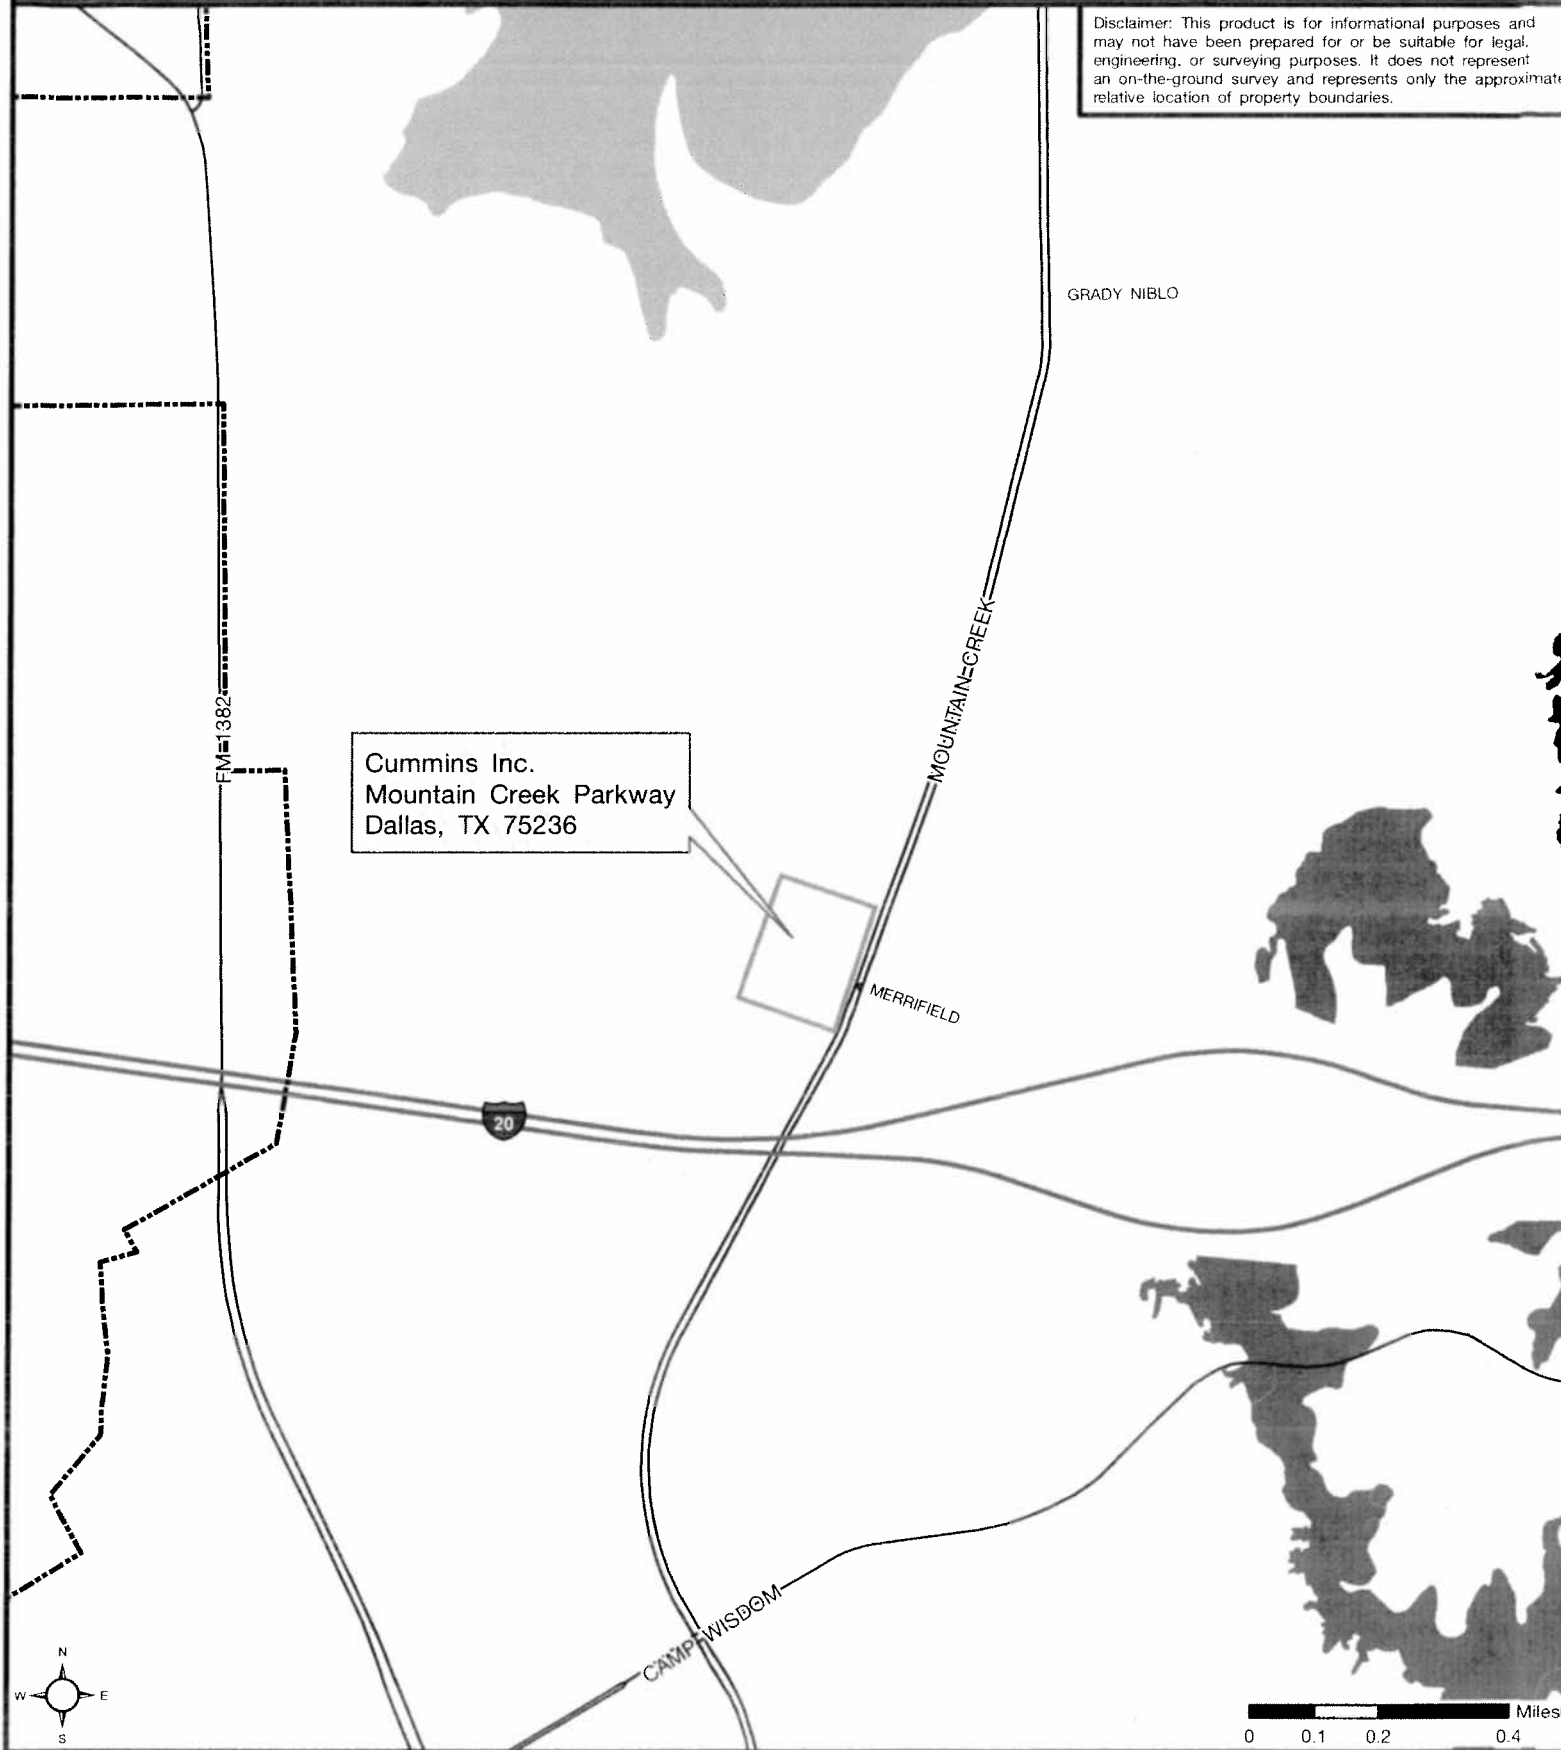 Disclaimer: This product is for informational purposes and
may not have been prepared for or be suitable for legal,
engineering, or surveying purposes. It does not represent
an on-the-ground survey and represents only the approximate
relative location of property boundaries.
GRADY NIBLO
MOUNTAIN CREEK
FM 1382
Cummins Inc.
Mountain Creek Parkway
Dallas, TX 75236
MERRIFIELD
20
CAMP WISDOM
N
W E
S
Miles
0 0.1 0.2 0.4